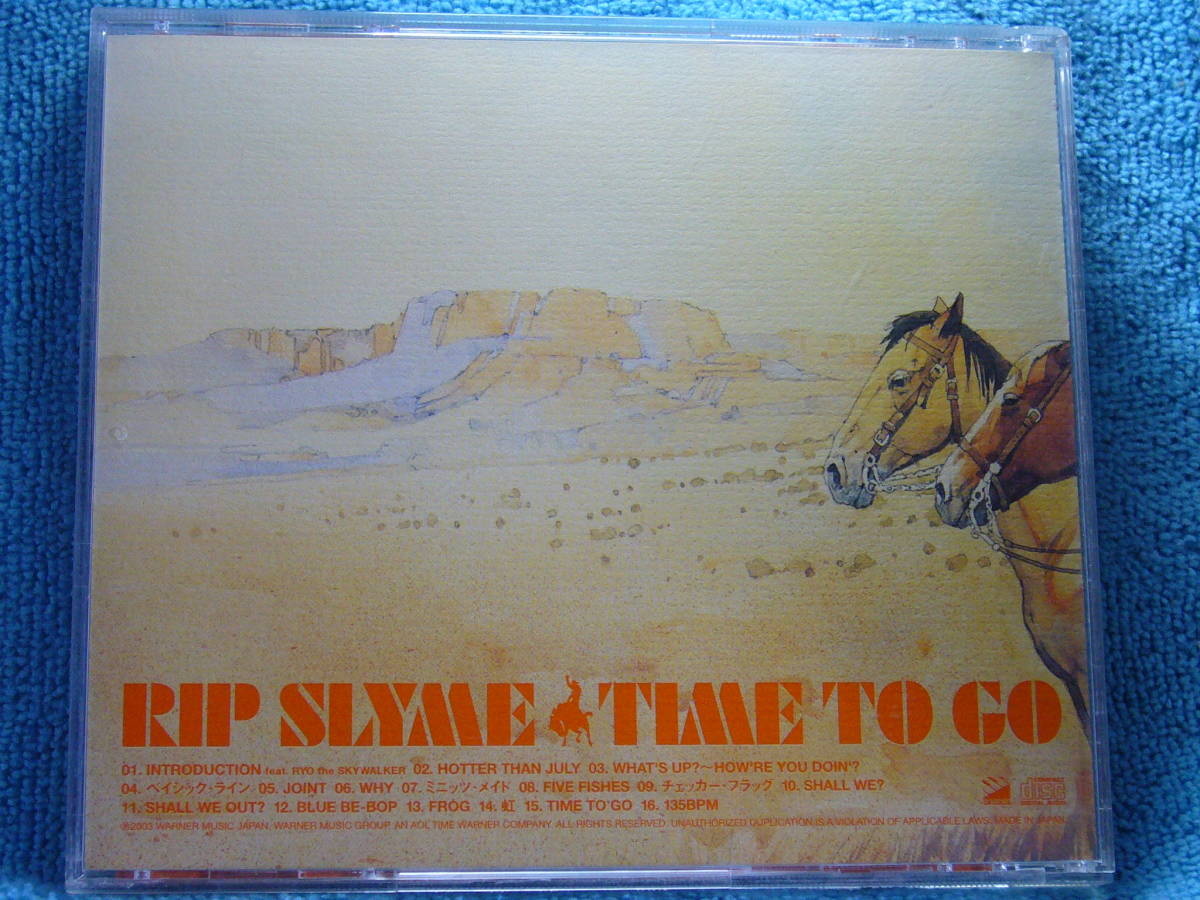 RIP SLYME TIME TO GO
01. INTRODUCTION feat. RYO the SKYWALKER 02. HOTTER THAN JULY 03. WHAT'S UP?〜HOW'RE YOU DOIN'?
04. ベイシック・ライン 05. JOINT 06. WHY 07. ミニッツ・メイド 08. FIVE FISHES 09. チェッカー・フラッグ 10. SHALL WE?
11. SHALL WE OUT? 12. BLUE BE-BOP 13. FROG 14. 虹 15. TIME TO GO 16. 135BPM
℗2003 WARNER MUSIC JAPAN. WARNER MUSIC GROUP. AN AOL TIME WARNER COMPANY. ALL RIGHTS RESERVED. UNAUTHORIZED DUPLICATION IS A VIOLATION OF APPLICABLE LAWS. MADE IN JAPAN.
COMPACT
disc
DIGITAL AUDIO